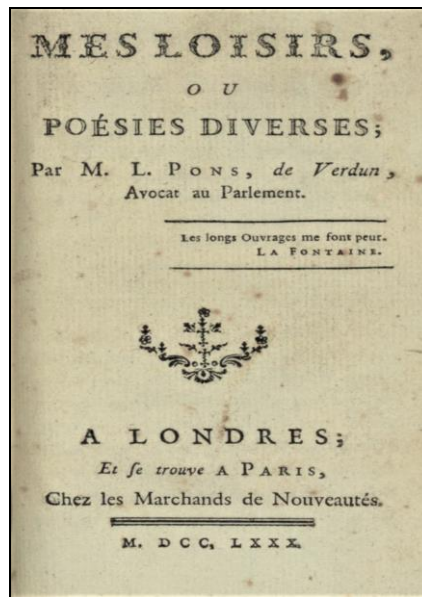 MES LOISIRS,
OU
POÉSIES DIVERSES;
Par M. L. PONS, de Verdun,
Avocat au Parlement.
Les longs Ouvrages me font peur.
LA FONTAINE.
A LONDRES;
Et se trouve A PARIS,
Chez les Marchands de Nouveautés.
M. DCC. LXXX.